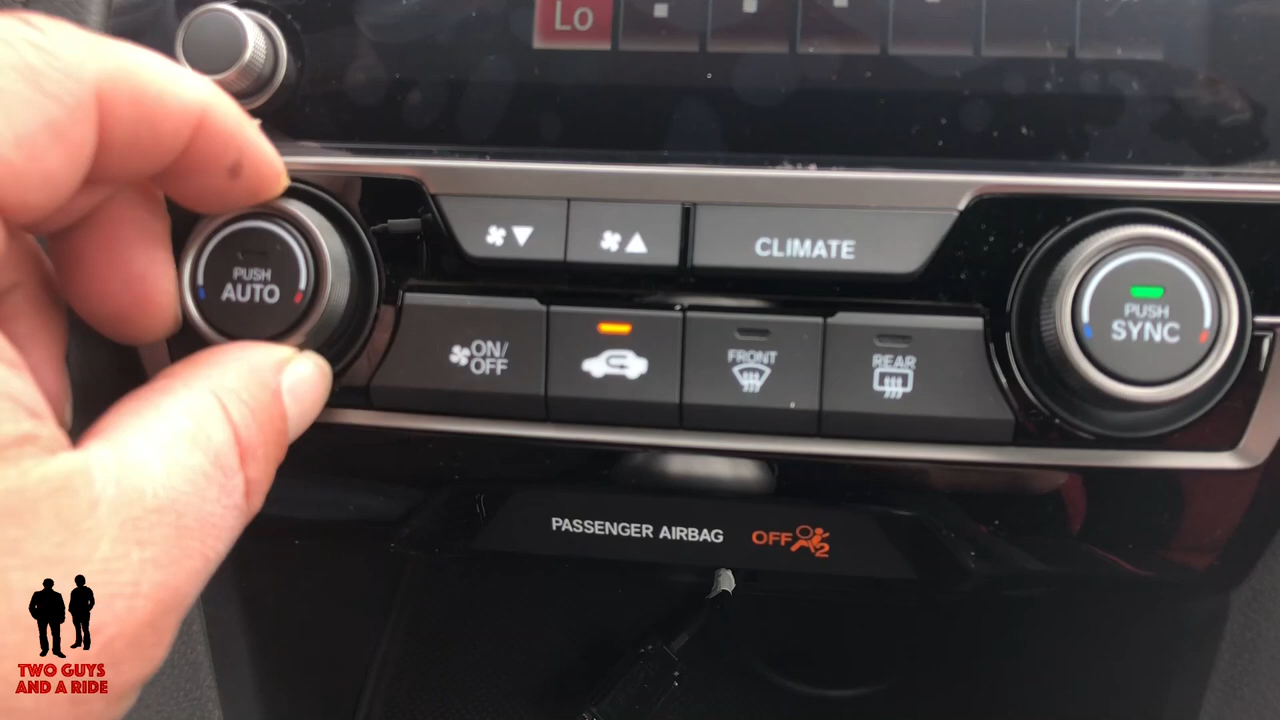 Lo
CLIMATE
PUSH
AUTO
PUSH
SYNC
ON/
OFF
FRONT
REAR
PASSENGER AIRBAG OFF 2
TWO GUYS
AND A RIDE